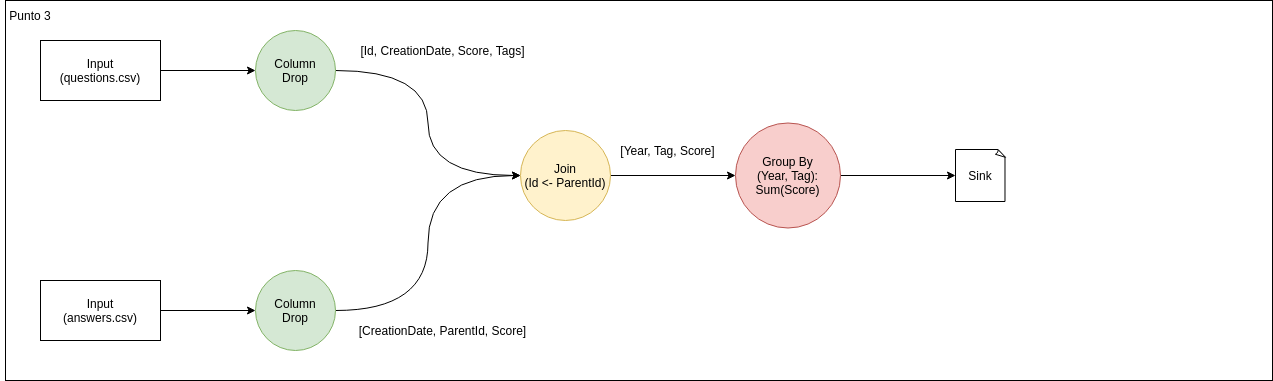 Punto 3
Input
(questions.csv)
Column
Drop
[Id, CreationDate, Score, Tags]
Join
(Id <- ParentId)
[Year, Tag, Score]
Group By
(Year, Tag):
Sum(Score)
Sink
Input
(answers.csv)
Column
Drop
[CreationDate, ParentId, Score]